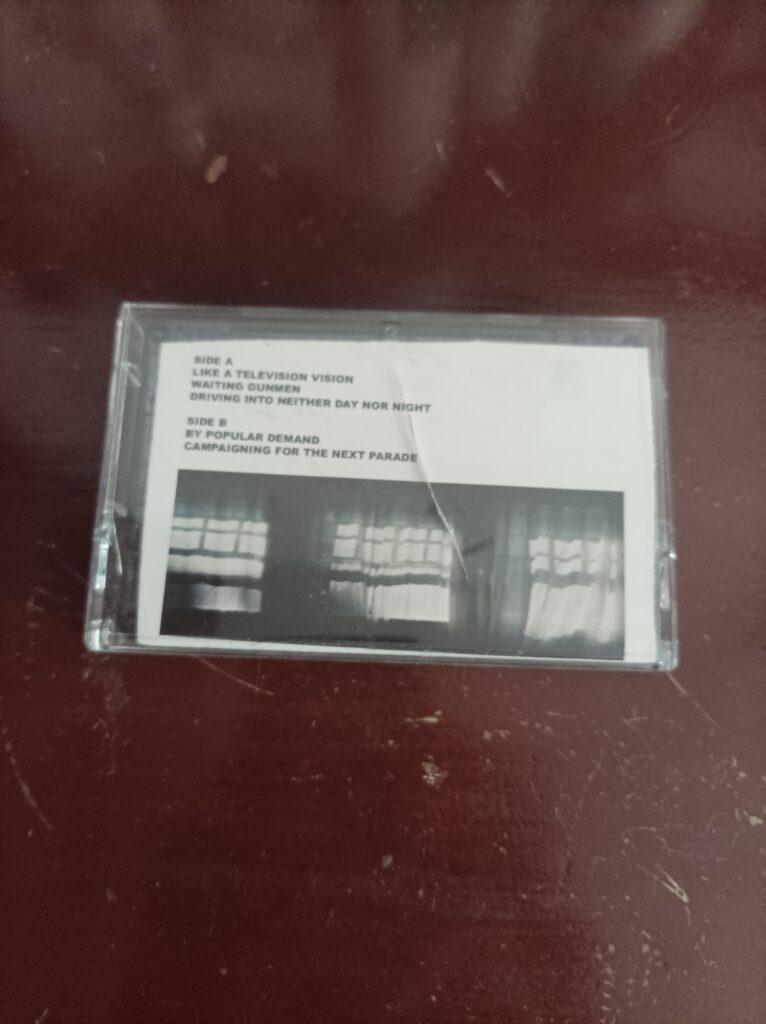 SIDE A
LIKE A TELEVISION VISION
WAITING GUNMEN
DRIVING INTO NEITHER DAY NOR NIGHT
SIDE B
BY POPULAR DEMAND
CAMPAIGNING FOR THE NEXT PARADE